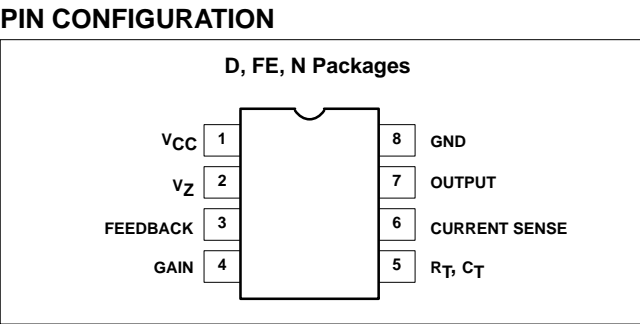 PIN CONFIGURATION
D, FE, N Packages
VCC 1 8 GND
VZ 2 7 OUTPUT
FEEDBACK 3 6 CURRENT SENSE
GAIN 4 5 RT, CT